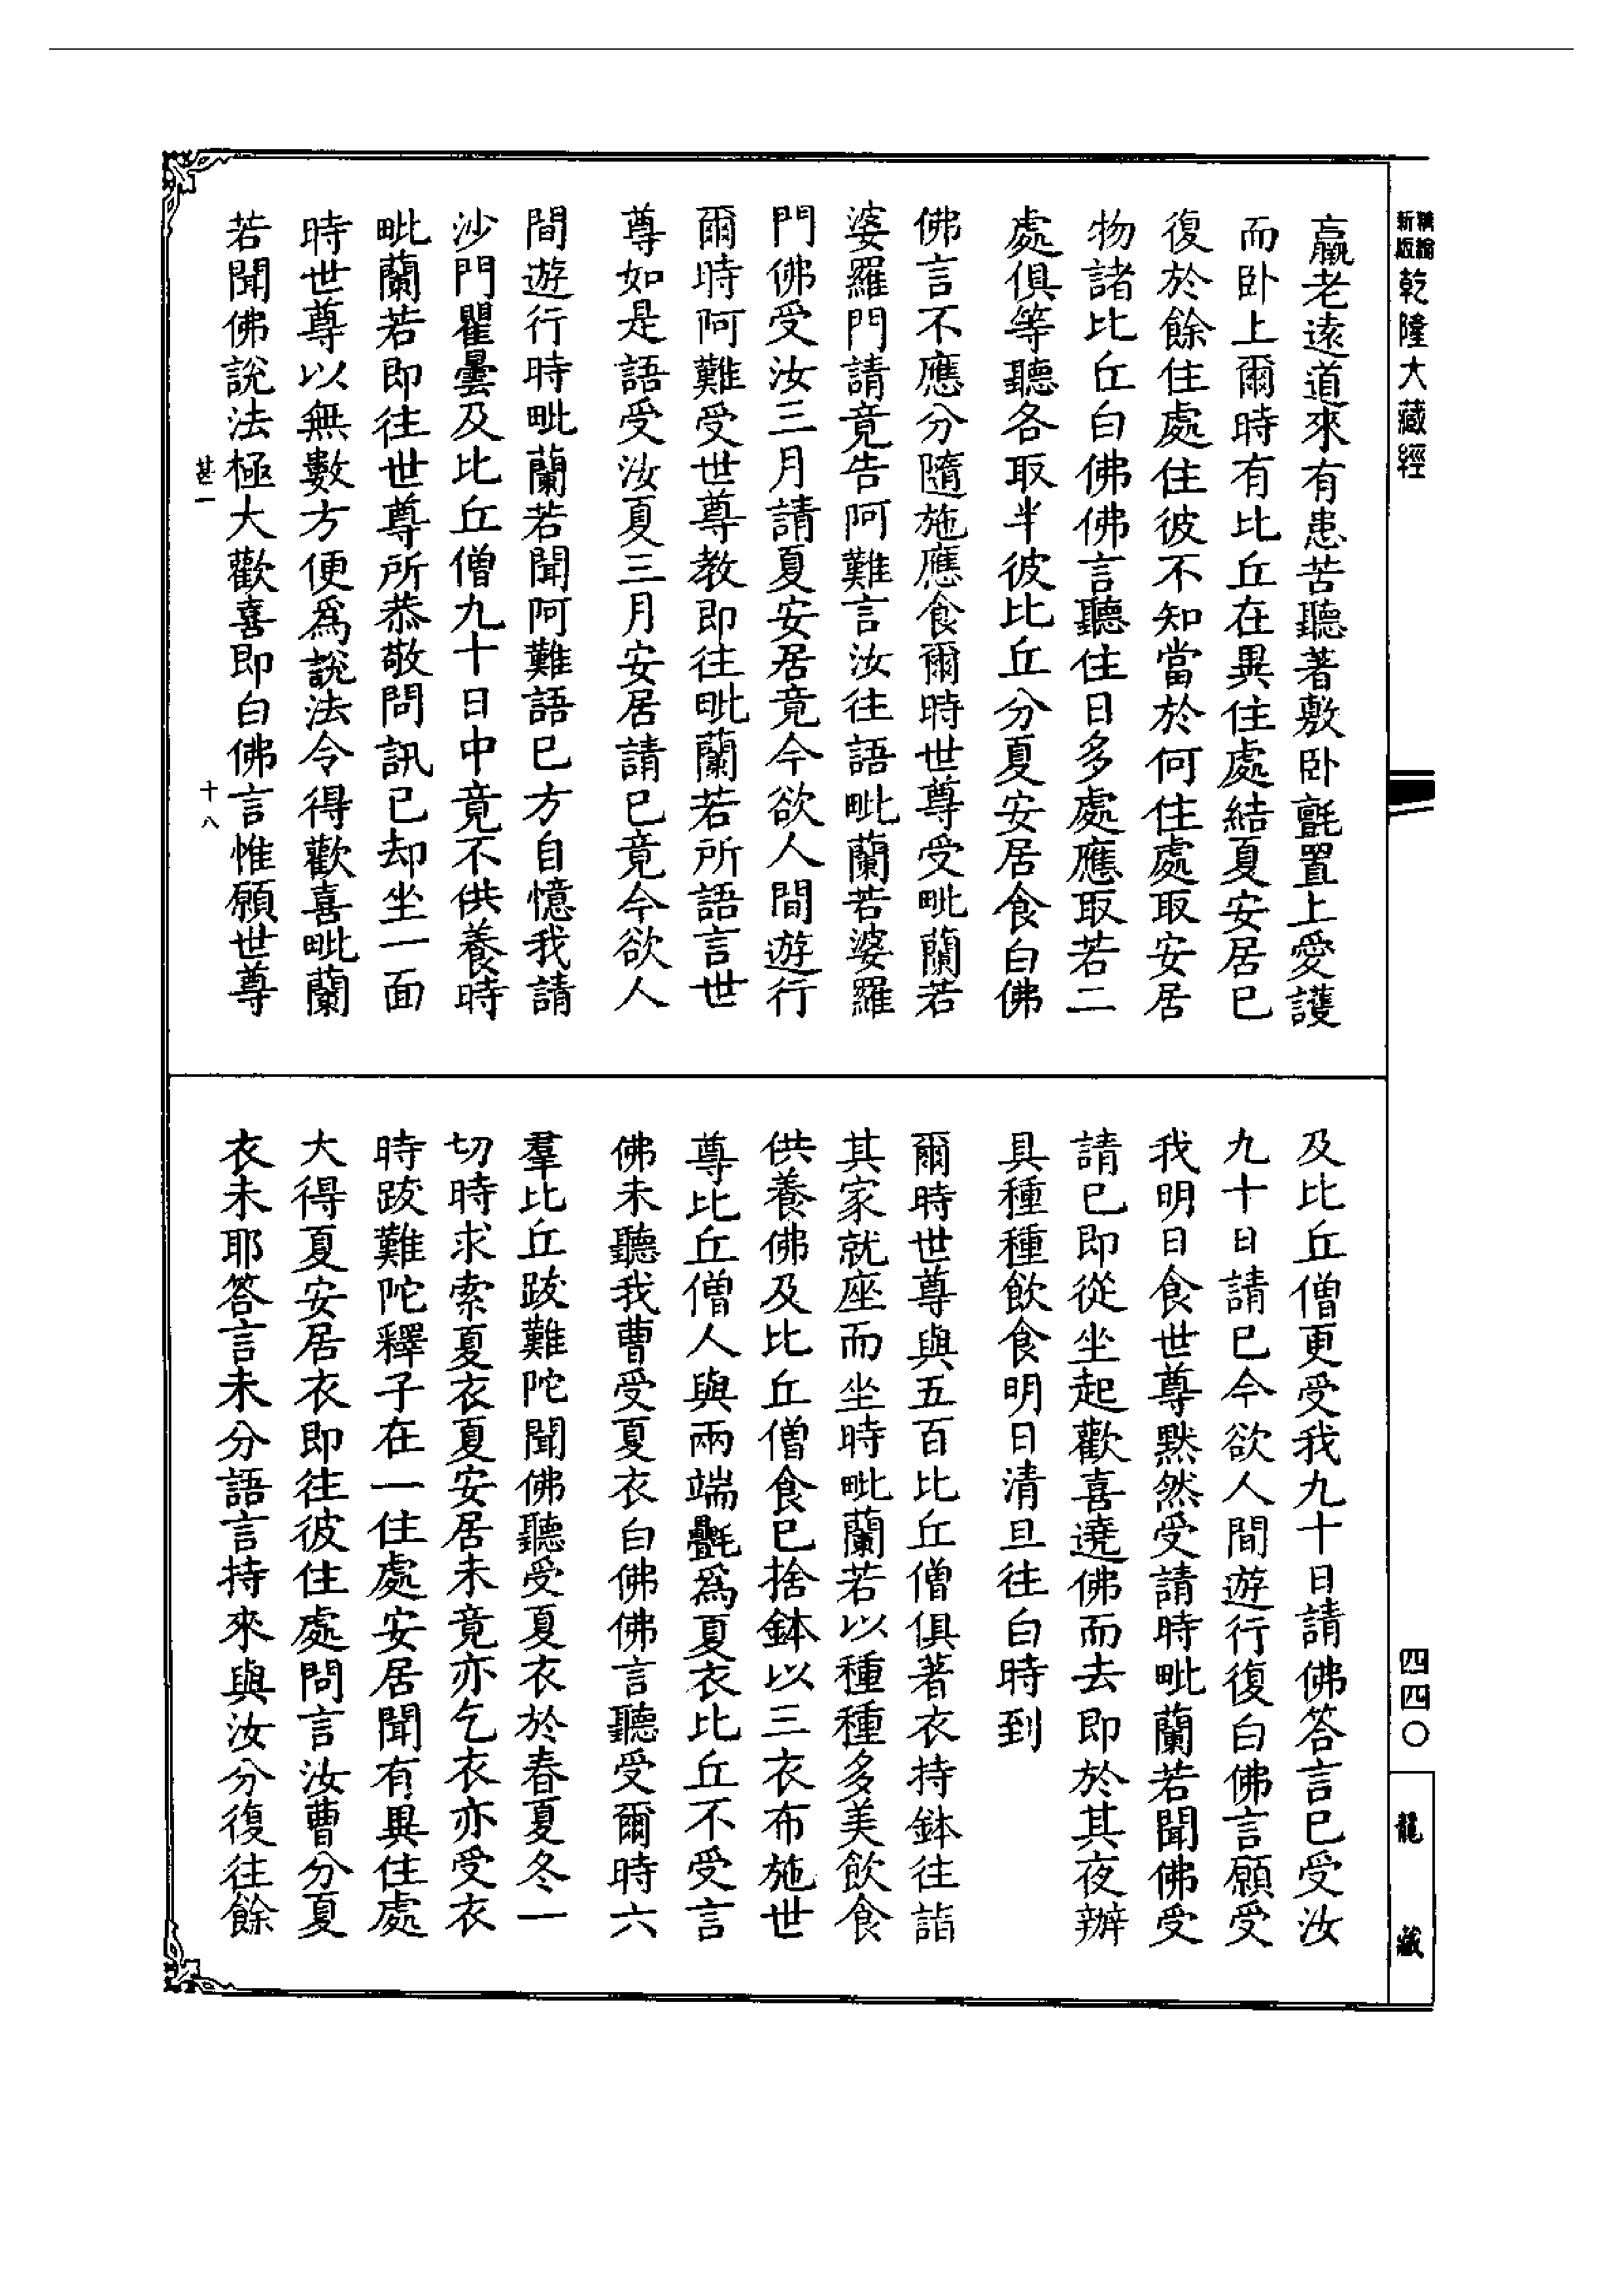 新版
乾隆大藏經
四四〇
龍藏
羸老遠道來有患苦聽著敷卧氈置上愛護
而卧上爾時有比丘在異住處結夏安居已
復於餘住處住彼不知當於何住處取安居
物諸比丘白佛佛言聽住日多處應取若二
處俱等聽各取半彼比丘分夏安居食白佛
佛言不應分隨施應食爾時世尊受毗蘭若
婆羅門請竟告阿難言汝往語毗蘭若婆羅
門佛受汝三月請夏安居竟今欲人間遊行
爾時阿難受世尊教即往毗蘭若所語言世
尊如是語受汝夏三月安居請已竟今欲人
間遊行時毗蘭若聞阿難語已方自憶我請
沙門瞿曇及比丘僧九十日中竟不供養時
毗蘭若即往世尊所恭敬問訊已却坐一面
時世尊以無數方便爲說法令得歡喜毗蘭
若聞佛說法極大歡喜即白佛言惟願世尊
甚一
十八
及比丘僧更受我九十日請佛答言已受汝
九十日請已今欲人間遊行復白佛言願受
我明日食世尊默然受請時毗蘭若聞佛受
請已即從坐起歡喜遶佛而去即於其夜辦
具種種飲食明日清旦往白時到
爾時世尊與五百比丘僧俱著衣持鉢往詣
其家就座而坐時毗蘭若以種種多美飲食
供養佛及比丘僧食已捨鉢以三衣布施世
尊比丘僧人與兩端㲲爲夏衣比丘不受言
佛未聽我曹受夏衣白佛佛言聽受爾時六
羣比丘跋難陀聞佛聽受夏衣於春夏冬一
切時求索夏衣夏安居未竟亦乞衣亦受衣
時跋難陀釋子在一住處安居聞有異住處
大得夏安居衣即往彼住處問言汝曹分夏
衣未耶答言未分語言持來與汝分復往餘